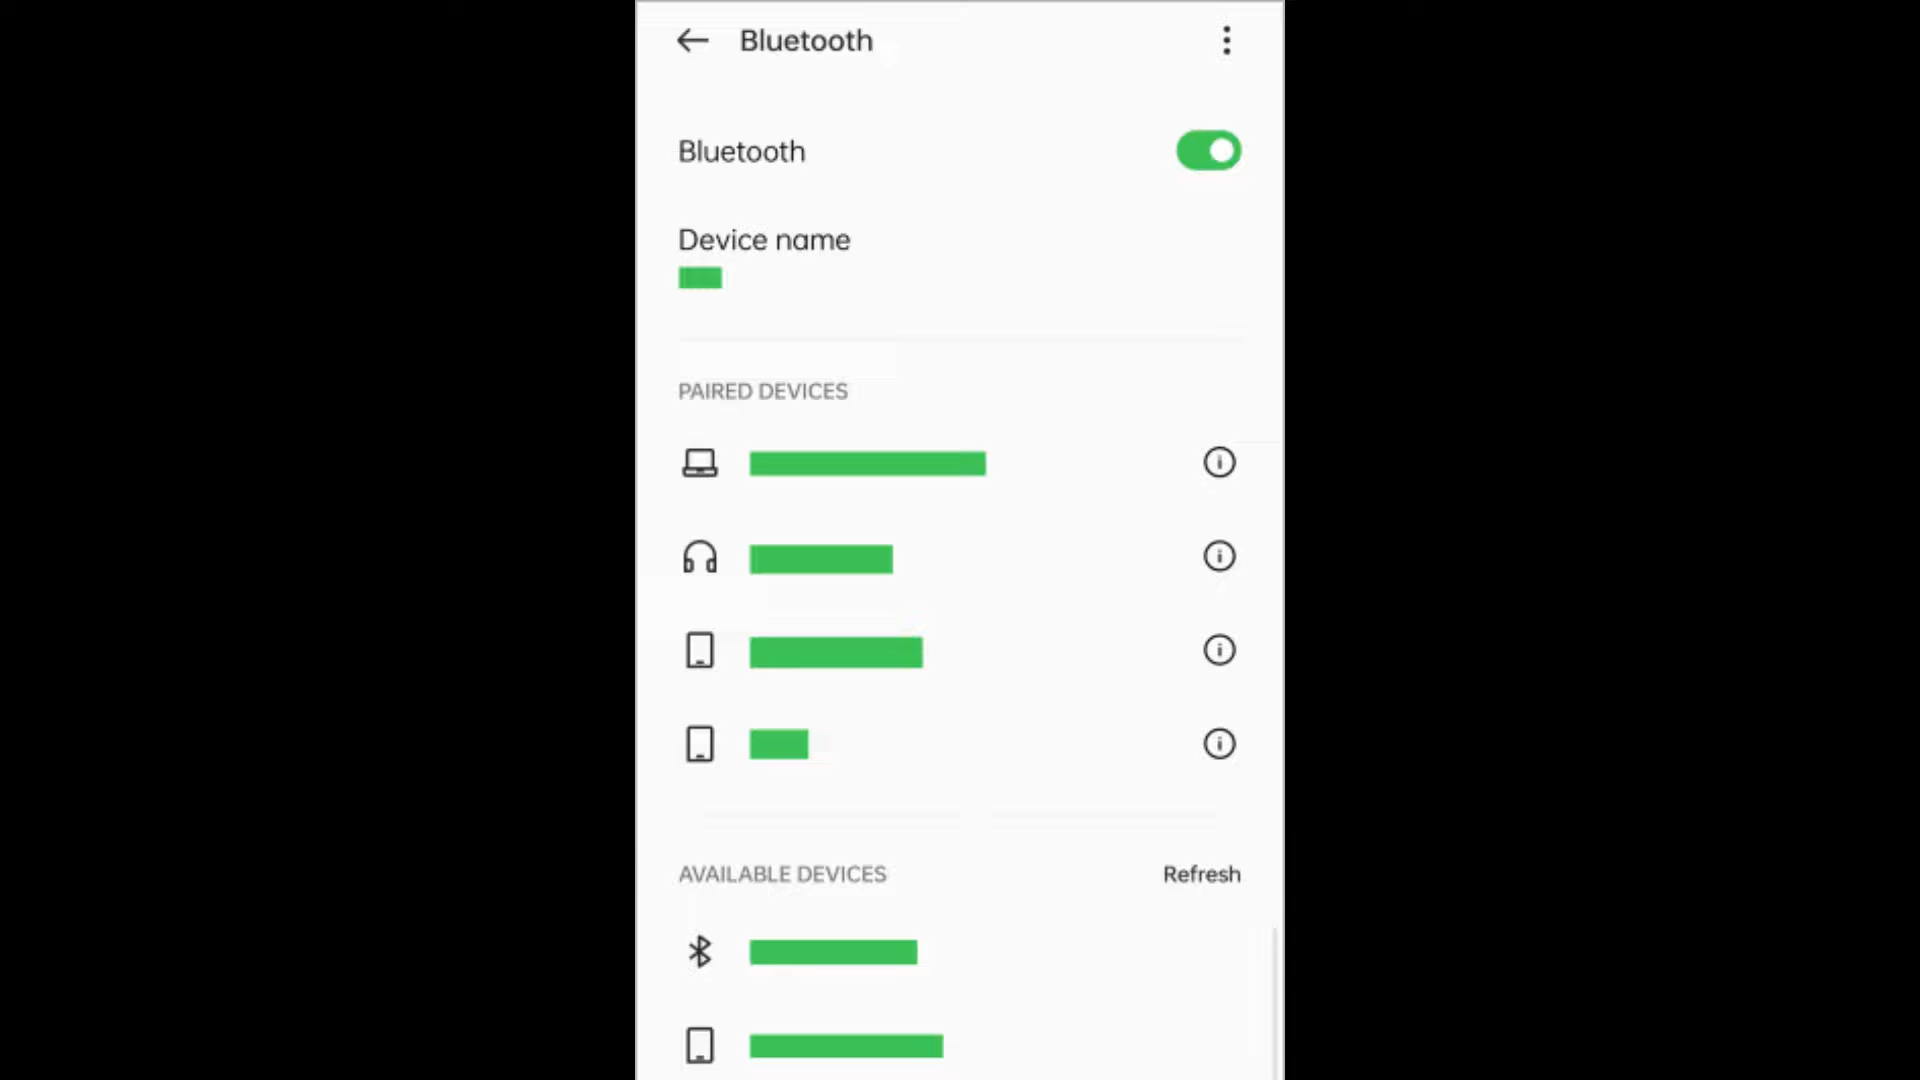 Bluetooth
Bluetooth
Device name
PAIRED DEVICES
AVAILABLE DEVICES Refresh